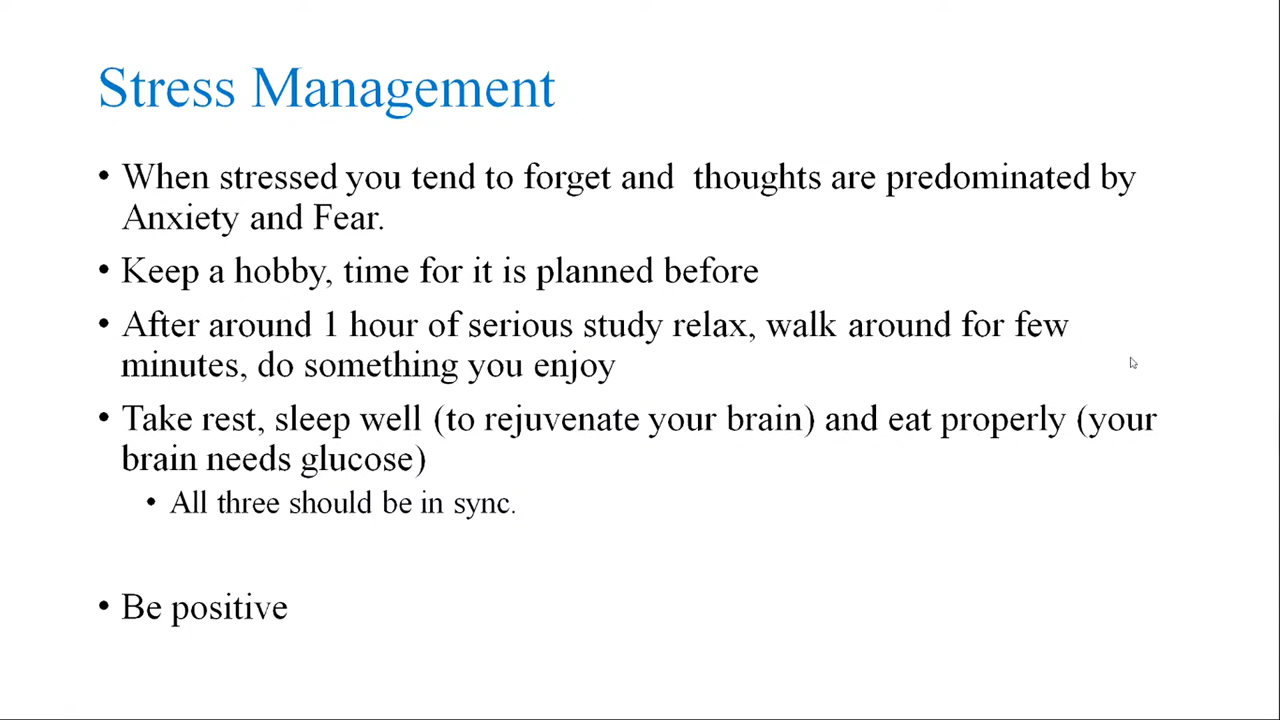 Stress Management
• When stressed you tend to forget and  thoughts are predominated by
Anxiety and Fear.
• Keep a hobby, time for it is planned before
• After around 1 hour of serious study relax, walk around for few
minutes, do something you enjoy
• Take rest, sleep well (to rejuvenate your brain) and eat properly (your
brain needs glucose)
• All three should be in sync.
• Be positive